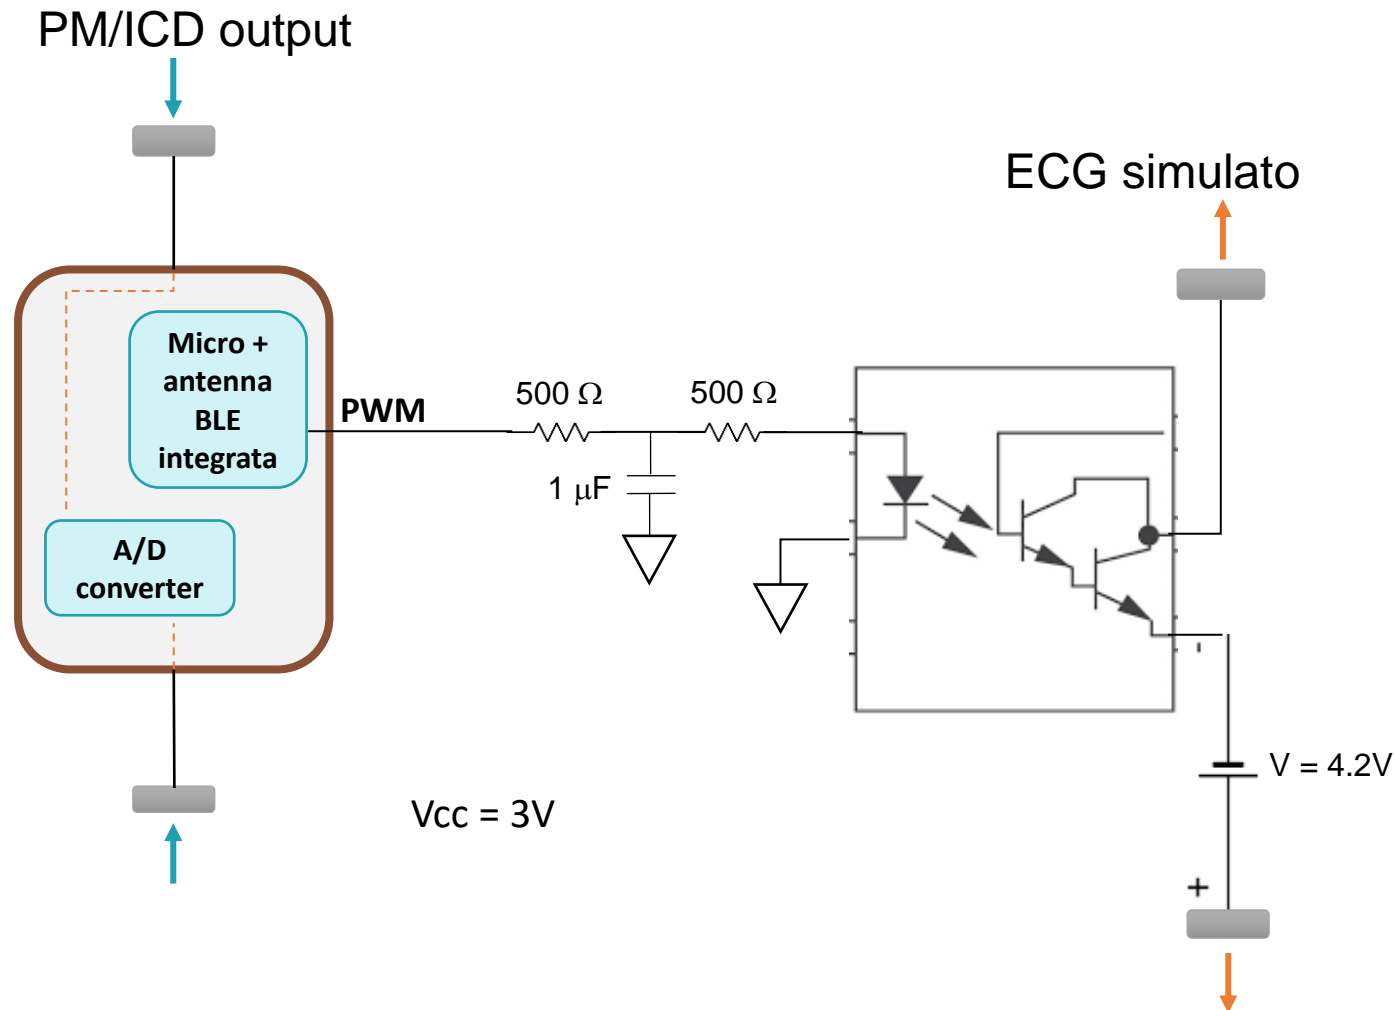 PM/ICD output
ECG simulato
Micro +
antenna
BLE
integrata
PWM
500 Ω
500 Ω
1 μF
A/D
converter
-
V = 4.2V
Vcc = 3V
+